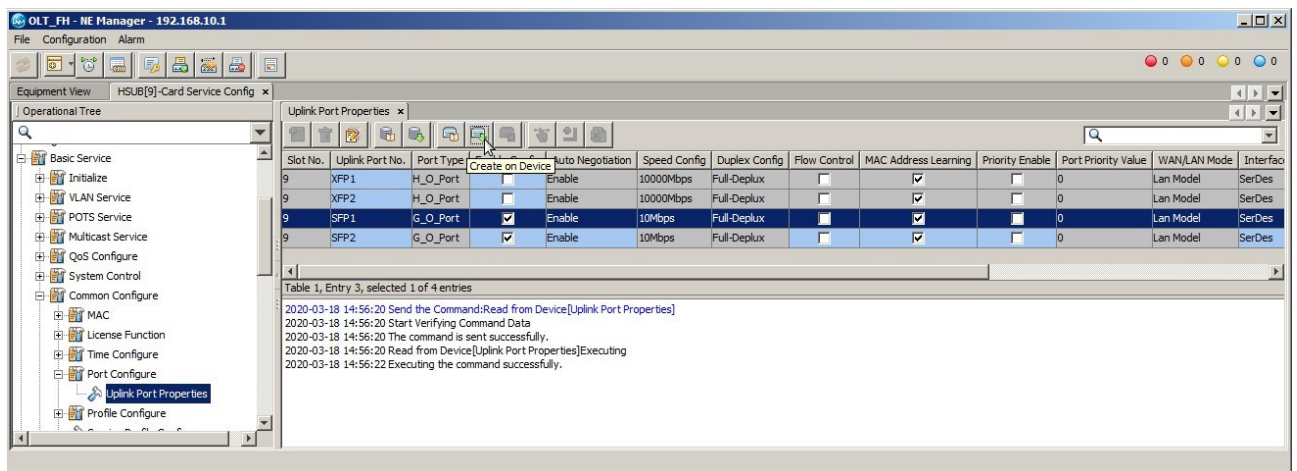 OLT_FH - NE Manager - 192.168.10.1
File Configuration Alarm
0 0 0 0
Equipment View HSUB[9]-Card Service Config x
Operational Tree
Uplink Port Properties x
Slot No. Uplink Port No. Port Type Auto Negotiation Speed Config Duplex Config Flow Control MAC Address Learning Priority Enable Port Priority Value WAN/LAN Mode Interfac
Create on Device
9 XFP1 H_O_Port Enable 10000Mbps Full-Deplux 0 Lan Model SerDes
9 XFP2 H_O_Port Enable 10000Mbps Full-Deplux 0 Lan Model SerDes
9 SFP1 G_O_Port Enable 10Mbps Full-Deplux 0 Lan Model SerDes
9 SFP2 G_O_Port Enable 10Mbps Full-Deplux 0 Lan Model SerDes
Table 1, Entry 3, selected 1 of 4 entries
2020-03-18 14:56:20 Send the Command:Read from Device[Uplink Port Properties]
2020-03-18 14:56:20 Start Verifying Command Data
2020-03-18 14:56:20 The command is sent successfully.
2020-03-18 14:56:20 Read from Device[Uplink Port Properties]Executing
2020-03-18 14:56:22 Executing the command successfully.
Basic Service
Initialize
VLAN Service
POTS Service
Multicast Service
QoS Configure
System Control
Common Configure
MAC
License Function
Time Configure
Port Configure
Uplink Port Properties
Profile Configure